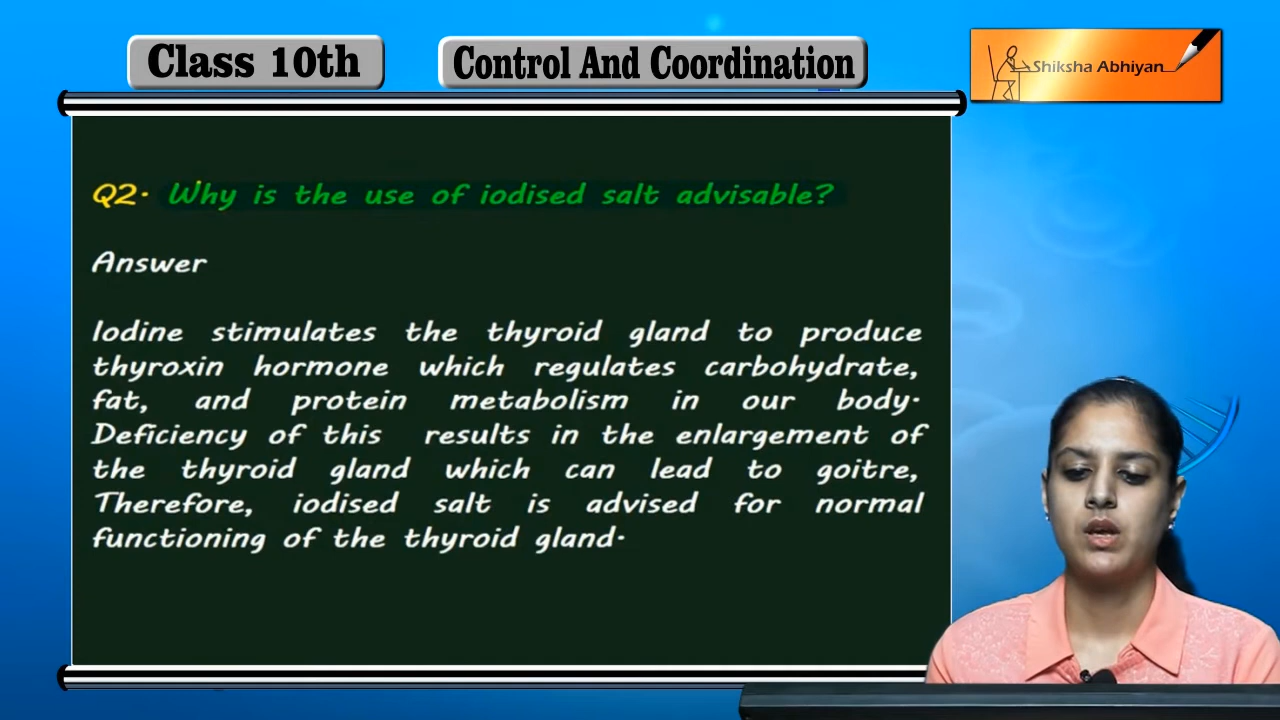 Class 10th
Control And Coordination
Shiksha Abhiyan
Q2. Why is the use of iodised salt advisable?
Answer
Iodine stimulates the thyroid gland to produce
thyroxin hormone which regulates carbohydrate,
fat, and protein metabolism in our body.
Deficiency of this results in the enlargement of
the thyroid gland which can lead to goitre,
Therefore, iodised salt is advised for normal
functioning of the thyroid gland.